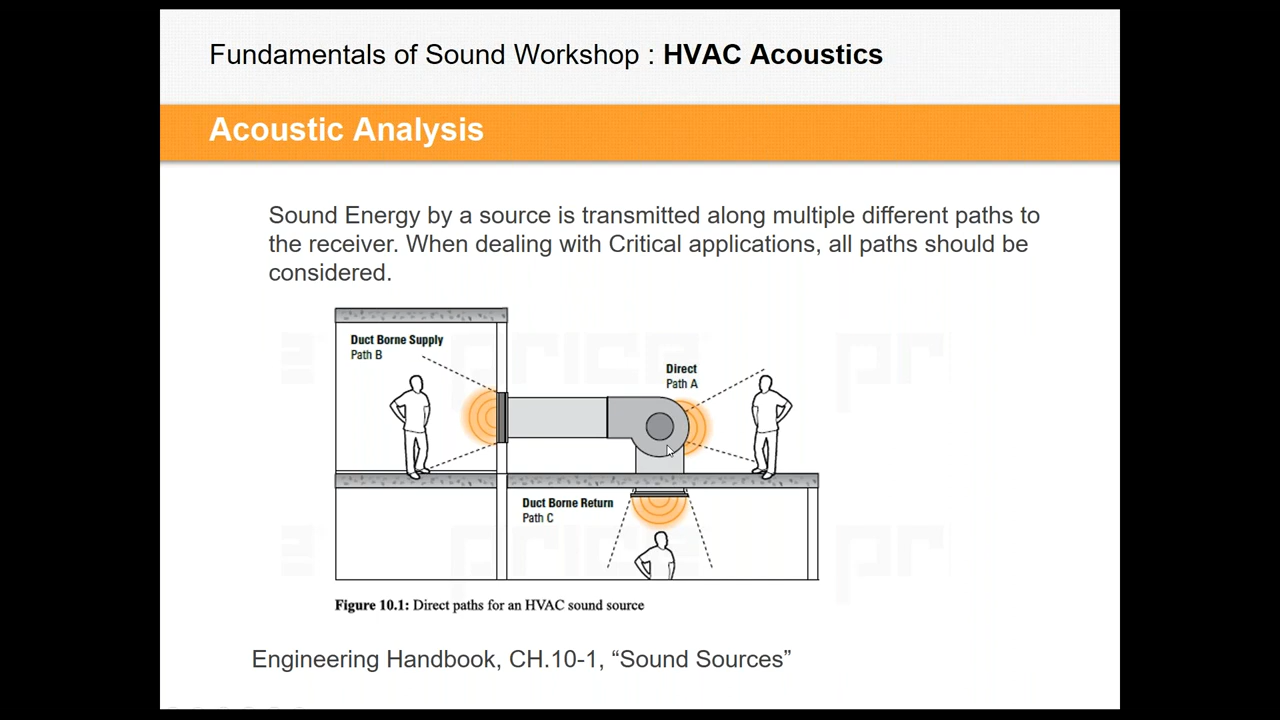 Fundamentals of Sound Workshop : HVAC Acoustics
Acoustic Analysis
Sound Energy by a source is transmitted along multiple different paths to
the receiver. When dealing with Critical applications, all paths should be
considered.
Duct Borne Supply
Path B
Direct
Path A
Duct Borne Return
Path C
price
pr
pr
Figure 10.1: Direct paths for an HVAC sound source
Engineering Handbook, CH.10-1, “Sound Sources”